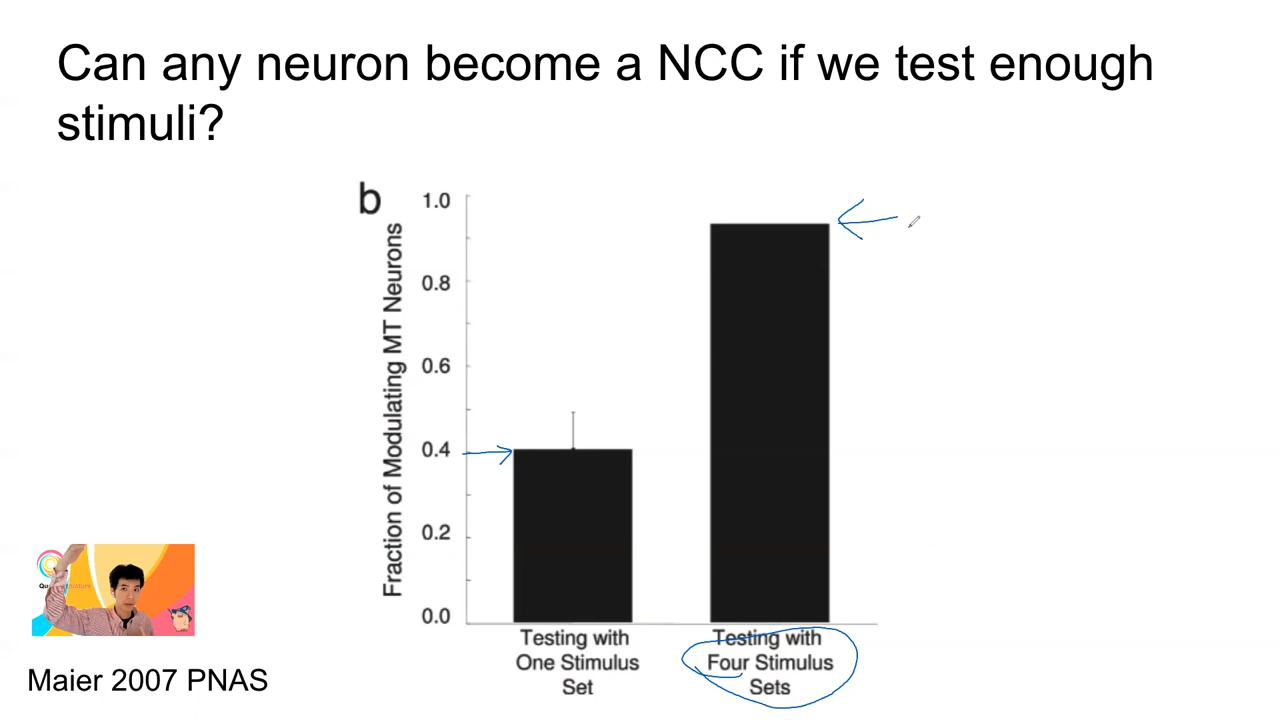 Can any neuron become a NCC if we test enough
stimuli?
b
Fraction of Modulating MT Neurons
1.0
0.8
0.6
0.4
0.2
0.0
Testing with
One Stimulus
Set
Testing with
Four Stimulus
Sets
Maier 2007 PNAS